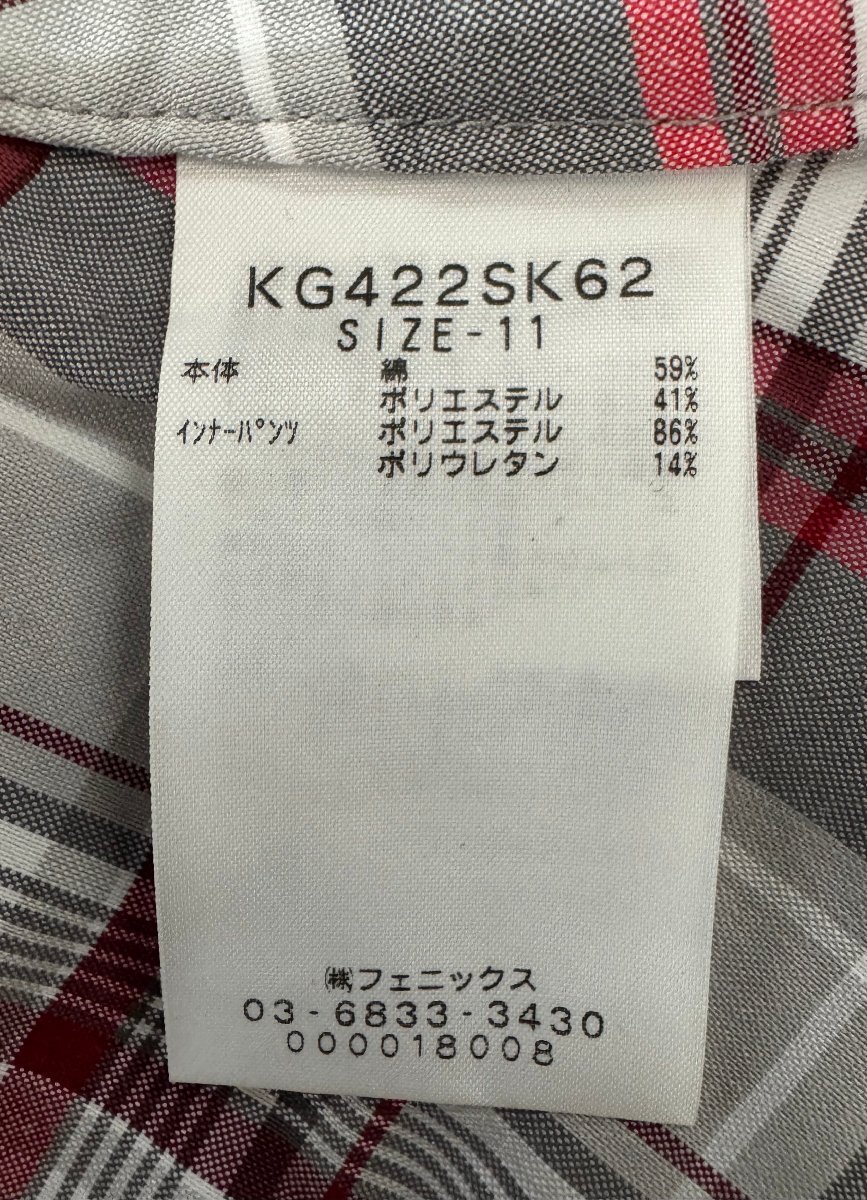 KG422SK62
SIZE-11
本体 綿 59%
ポリエステル 41%
ｲﾝﾅｰﾊﾟﾝﾂ ポリエステル 86%
ポリウレタン 14%
㈱フェニックス
03-6833-3430
000018008